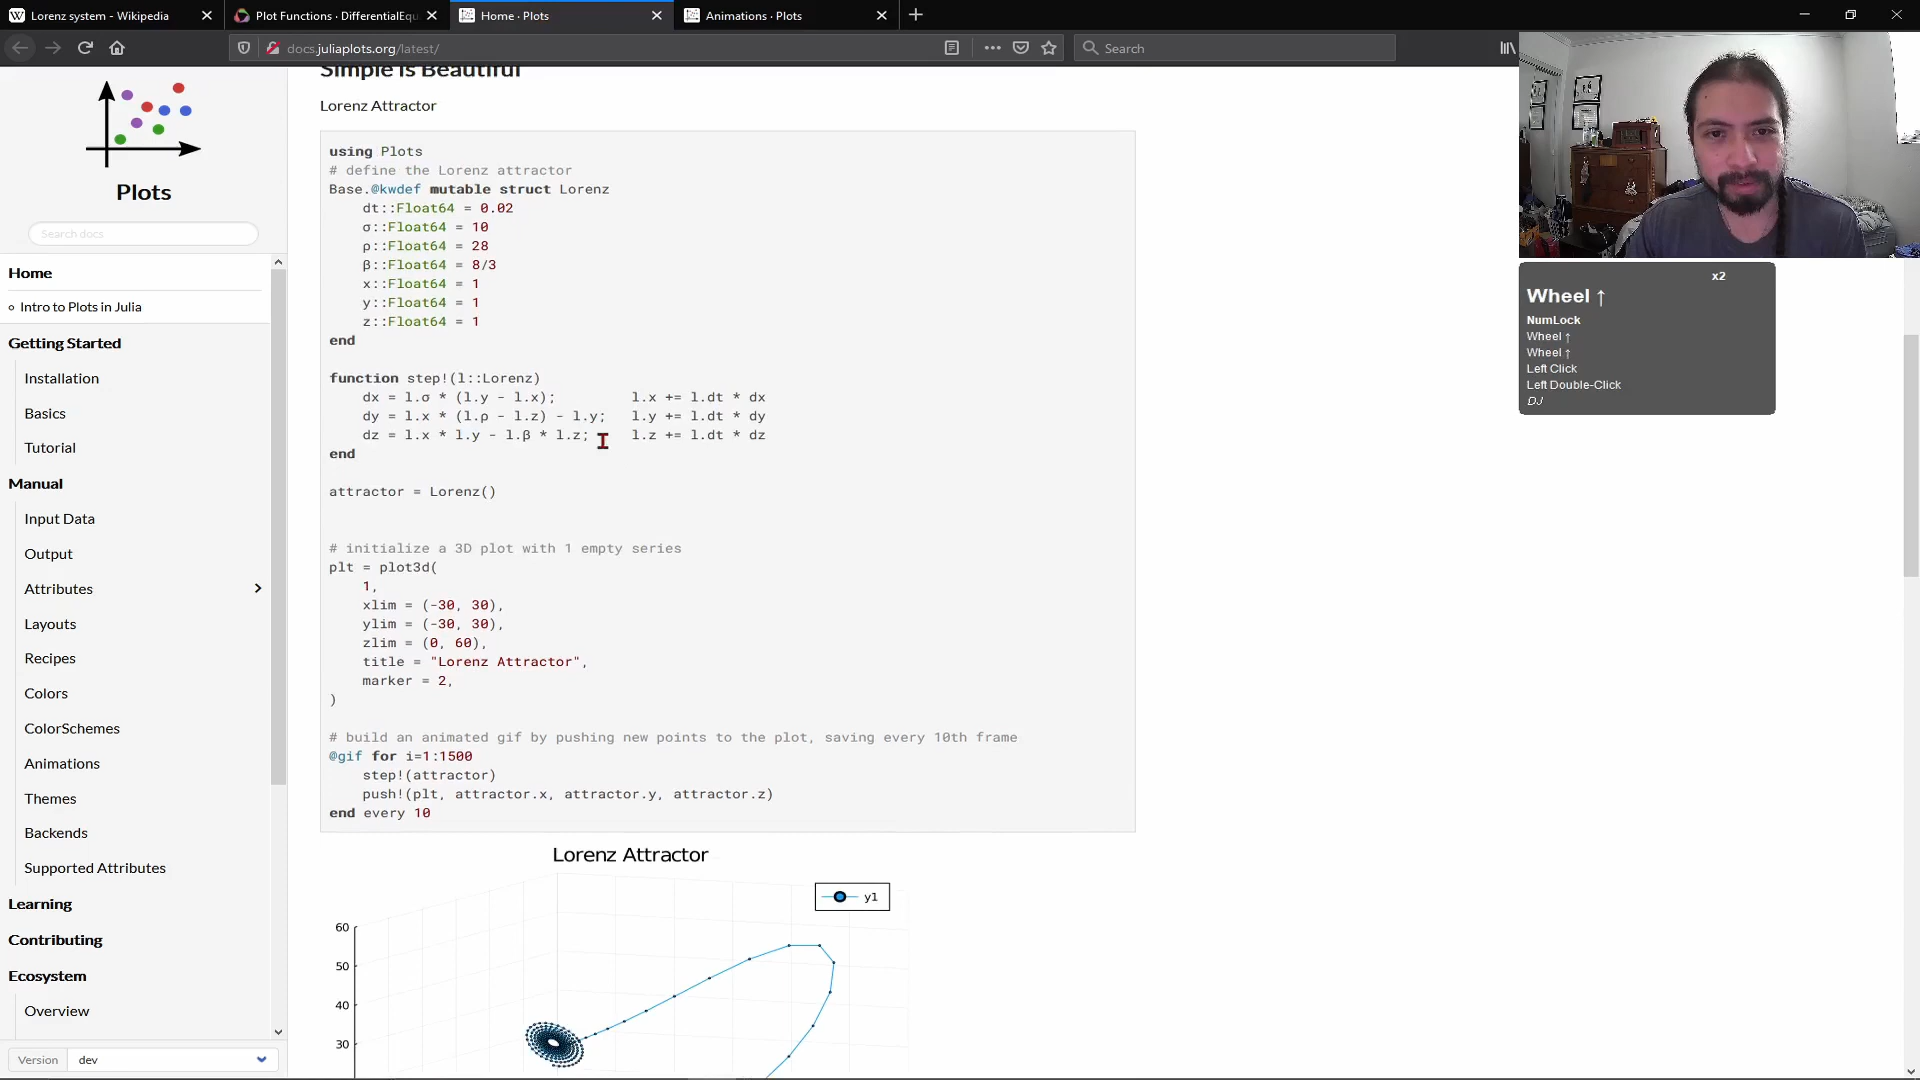 Lorenz system - Wikipedia
Plot Functions · DifferentialEqu
Home · Plots
Animations · Plots
docs.juliaplots.org/latest/
Search
Plots
Search docs
Home
Intro to Plots in Julia
Getting Started
Installation
Basics
Tutorial
Manual
Input Data
Output
Attributes
Layouts
Recipes
Colors
ColorSchemes
Animations
Themes
Backends
Supported Attributes
Learning
Contributing
Ecosystem
Overview
Version dev
Simple is Beautiful
Lorenz Attractor
using Plots
# define the Lorenz attractor
Base.@kwdef mutable struct Lorenz
dt::Float64 = 0.02
σ::Float64 = 10
ρ::Float64 = 28
β::Float64 = 8/3
x::Float64 = 1
y::Float64 = 1
z::Float64 = 1
end
function step!(l::Lorenz)
dx = l.σ * (l.y - l.x); l.x += l.dt * dx
dy = l.x * (l.ρ - l.z) - l.y; l.y += l.dt * dy
dz = l.x * l.y - l.β * l.z; l.z += l.dt * dz
end
attractor = Lorenz()
# initialize a 3D plot with 1 empty series
plt = plot3d(
1,
xlim = (-30, 30),
ylim = (-30, 30),
zlim = (0, 60),
title = "Lorenz Attractor",
marker = 2,
)
# build an animated gif by pushing new points to the plot, saving every 10th frame
@gif for i=1:1500
step!(attractor)
push!(plt, attractor.x, attractor.y, attractor.z)
end every 10
Lorenz Attractor
y1
60
50
40
30
x2
Wheel ↑
NumLock
Wheel ↑
Wheel ↑
Left Click
Left Double-Click
DJ